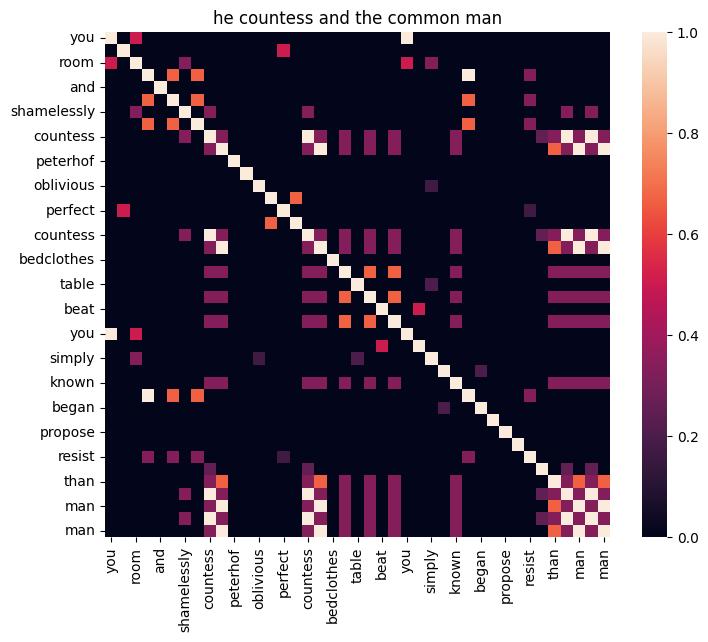 he countess and the common man
you
room
and
shamelessly
countess
peterhof
oblivious
perfect
countess
bedclothes
table
beat
you
simply
known
began
propose
resist
than
man
man
you
room
and
shamelessly
countess
peterhof
oblivious
perfect
countess
bedclothes
table
beat
you
simply
known
began
propose
resist
than
man
man
1.0
0.8
0.6
0.4
0.2
0.0